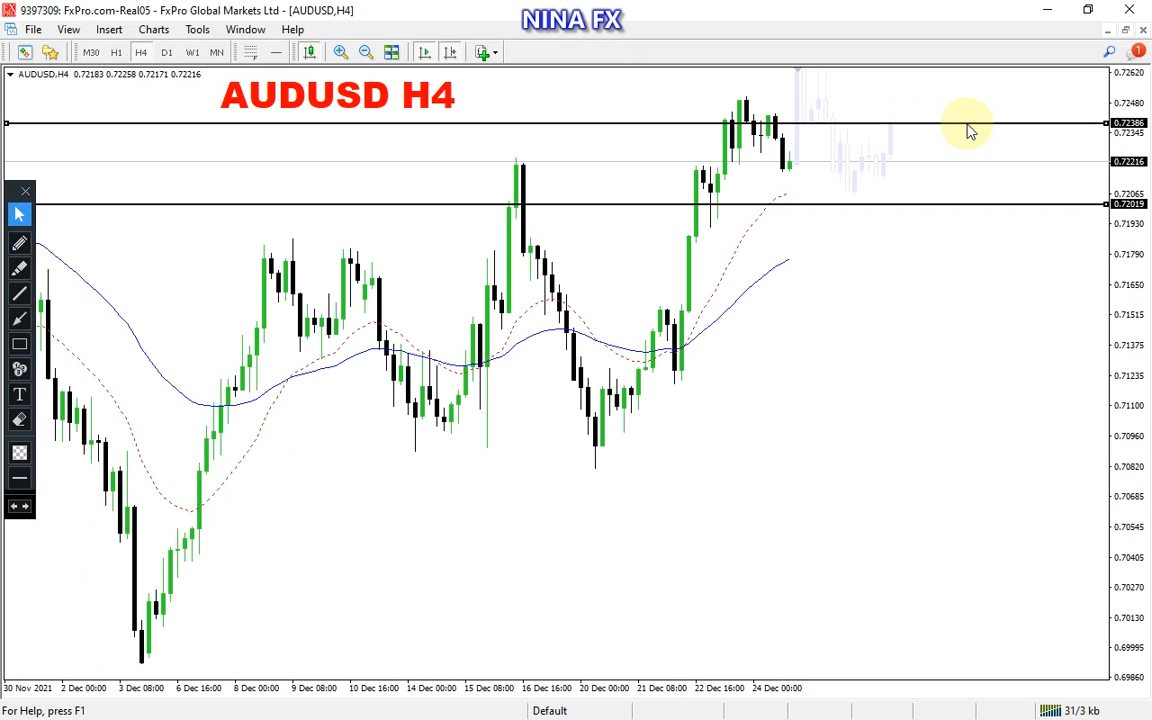 9397309: FxPro.com-Real05 - FxPro Global Markets Ltd - [AUDUSD,H4]
NINA FX
File View Insert Charts Tools Window Help
M30 H1 H4 D1 W1 MN
1
AUDUSD,H4 0.72183 0.72258 0.72171 0.72216
AUDUSD H4
0.72620
0.72480
0.72386
0.72345
0.72216
0.72065
0.72019
0.71930
0.71790
0.71650
0.71515
0.71375
0.71235
0.71100
0.70960
0.70820
0.70685
0.70545
0.70405
0.70270
0.70130
0.69995
0.69860
T
30 Nov 2021 2 Dec 00:00 3 Dec 08:00 6 Dec 16:00 8 Dec 00:00 9 Dec 08:00 10 Dec 16:00 14 Dec 00:00 15 Dec 08:00 16 Dec 16:00 20 Dec 00:00 21 Dec 08:00 22 Dec 16:00 24 Dec 00:00
For Help, press F1
Default
31/3 kb